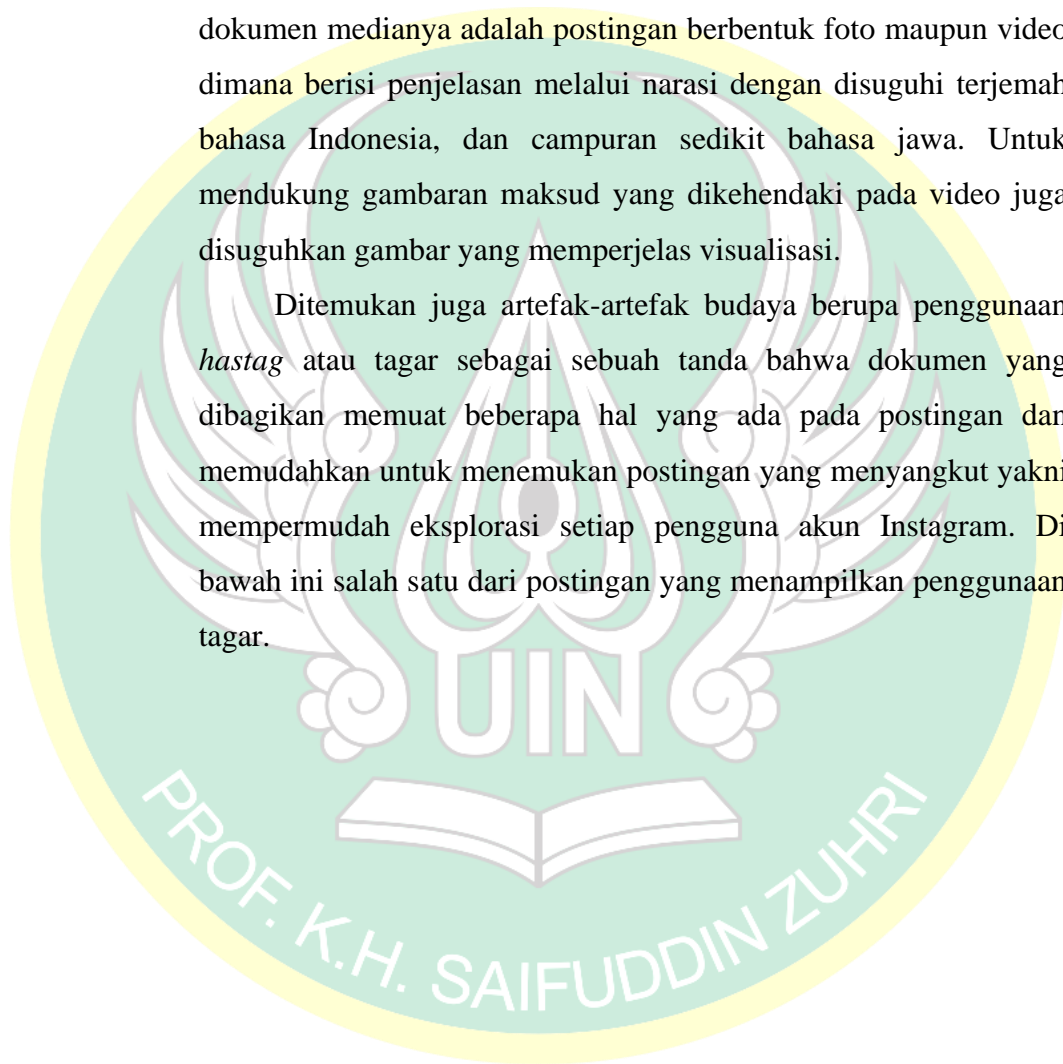 dokumen medianya adalah postingan berbentuk foto maupun video
dimana berisi penjelasan melalui narasi dengan disuguhi terjemah
bahasa Indonesia, dan campuran sedikit bahasa jawa. Untuk
mendukung gambaran maksud yang dikehendaki pada video juga
disuguhkan gambar yang memperjelas visualisasi.
Ditemukan juga artefak-artefak budaya berupa penggunaan
hastag atau tagar sebagai sebuah tanda bahwa dokumen yang
dibagikan memuat beberapa hal yang ada pada postingan dan
memudahkan untuk menemukan postingan yang menyangkut yakni
mempermudah eksplorasi setiap pengguna akun Instagram. Di
bawah ini salah satu dari postingan yang menampilkan penggunaan
tagar.
UIN
PROF. K.H. SAIFUDDIN ZUHRI